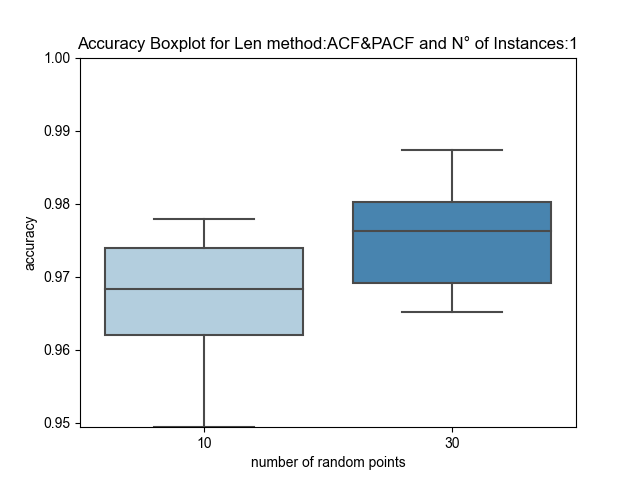 Accuracy Boxplot for Len method:ACF&PACF and N° of Instances:1
1.00
0.99
0.98
0.97
0.96
0.95
accuracy
10
30
number of random points